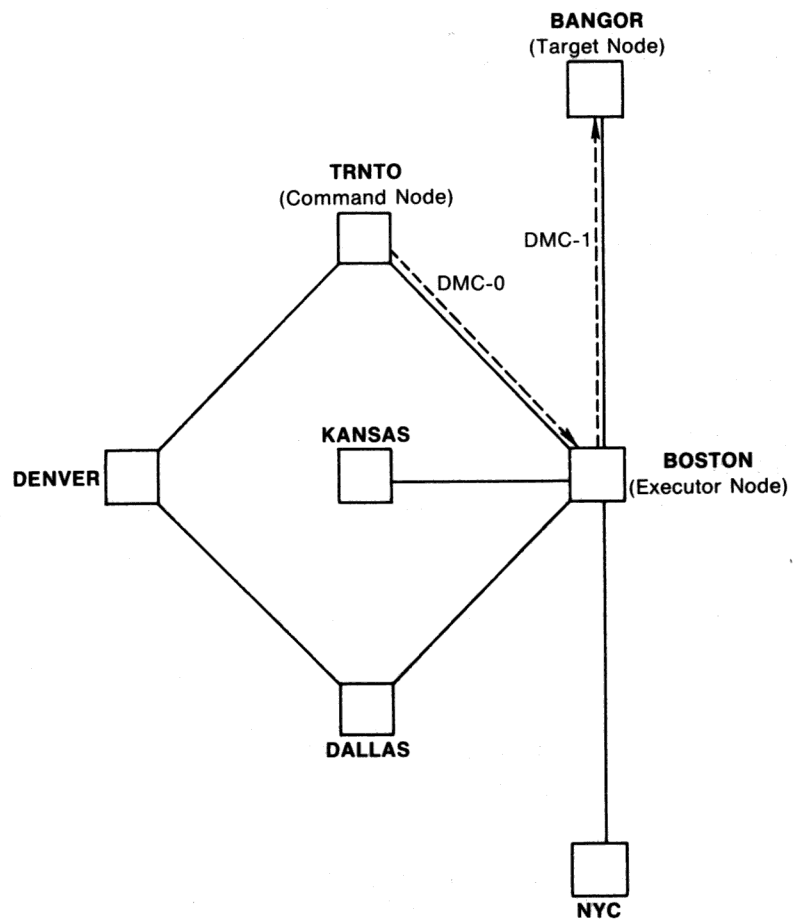 BANGOR
(Target Node)
TRNTO
(Command Node)
DMC-1
DMC-0
KANSAS
DENVER
BOSTON
(Executor Node)
DALLAS
NYC